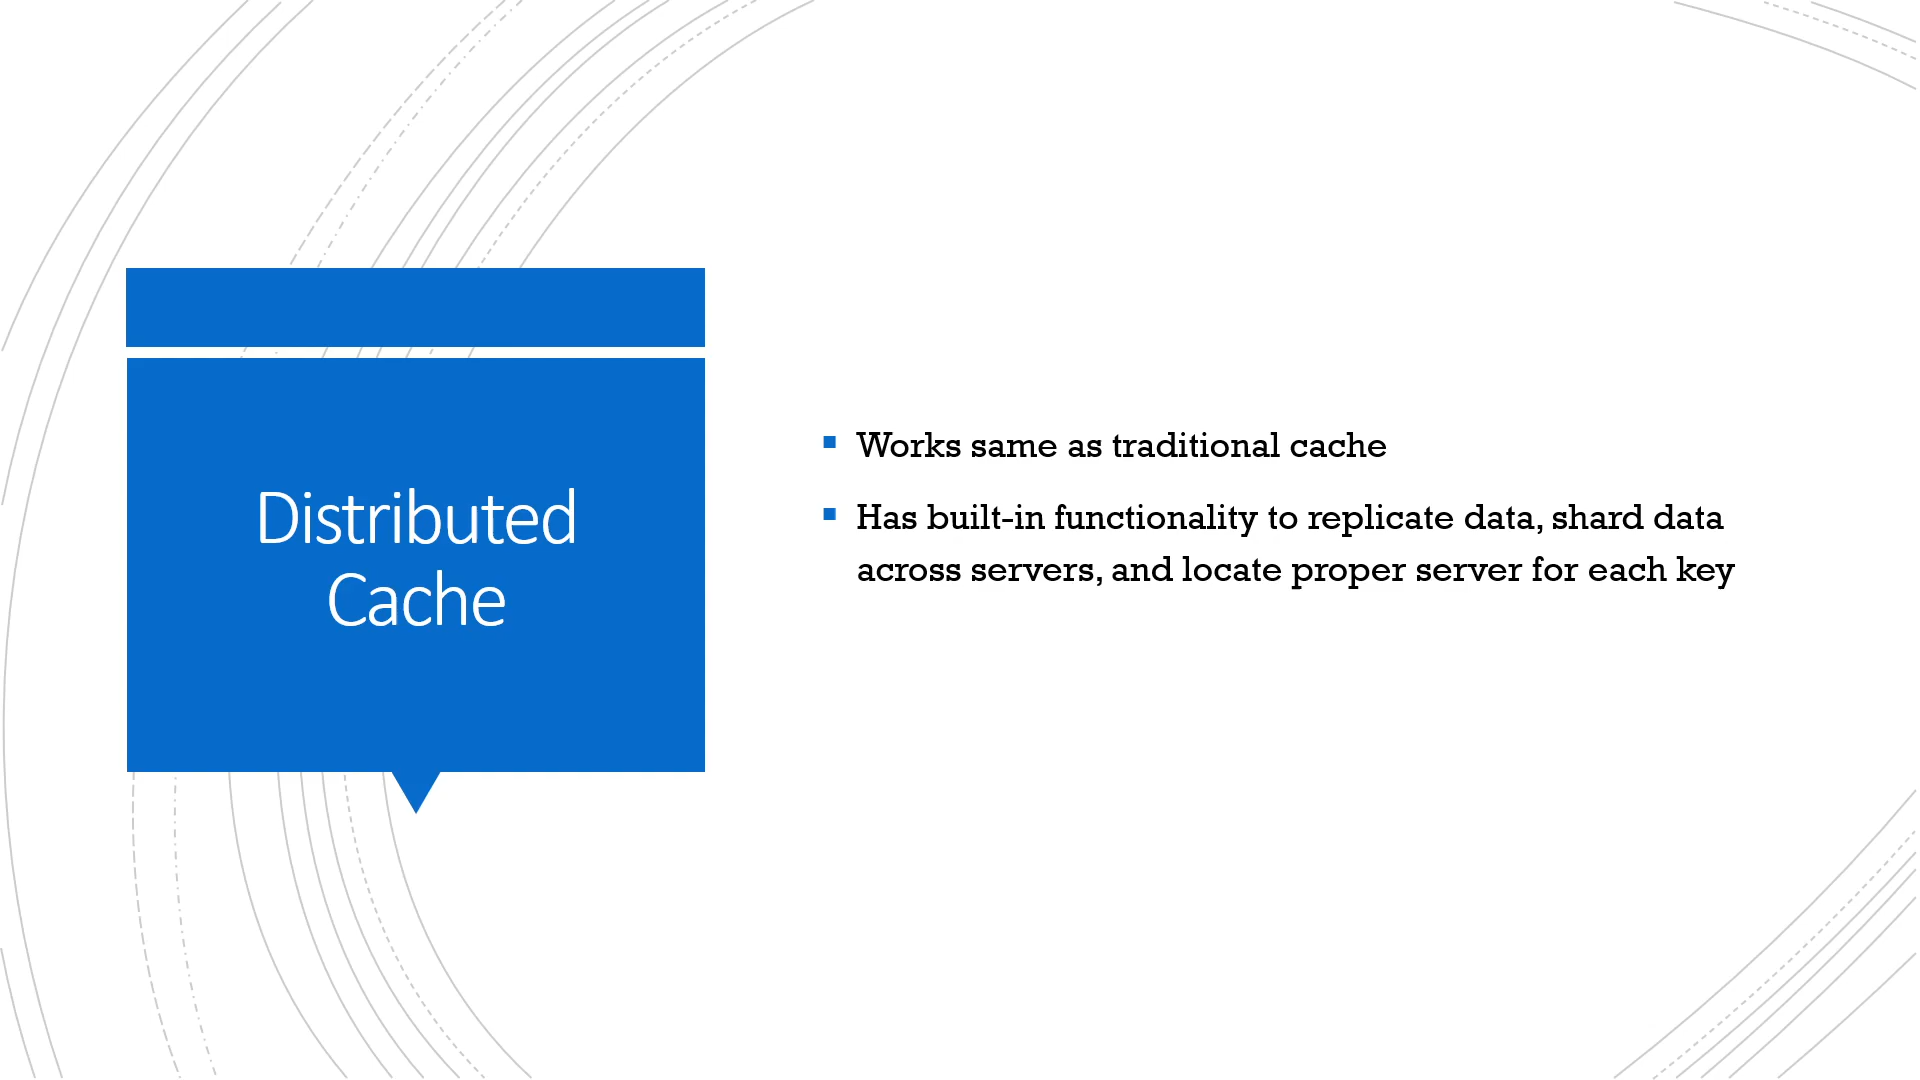 Distributed
Cache
Works same as traditional cache
Has built-in functionality to replicate data, shard data
across servers, and locate proper server for each key